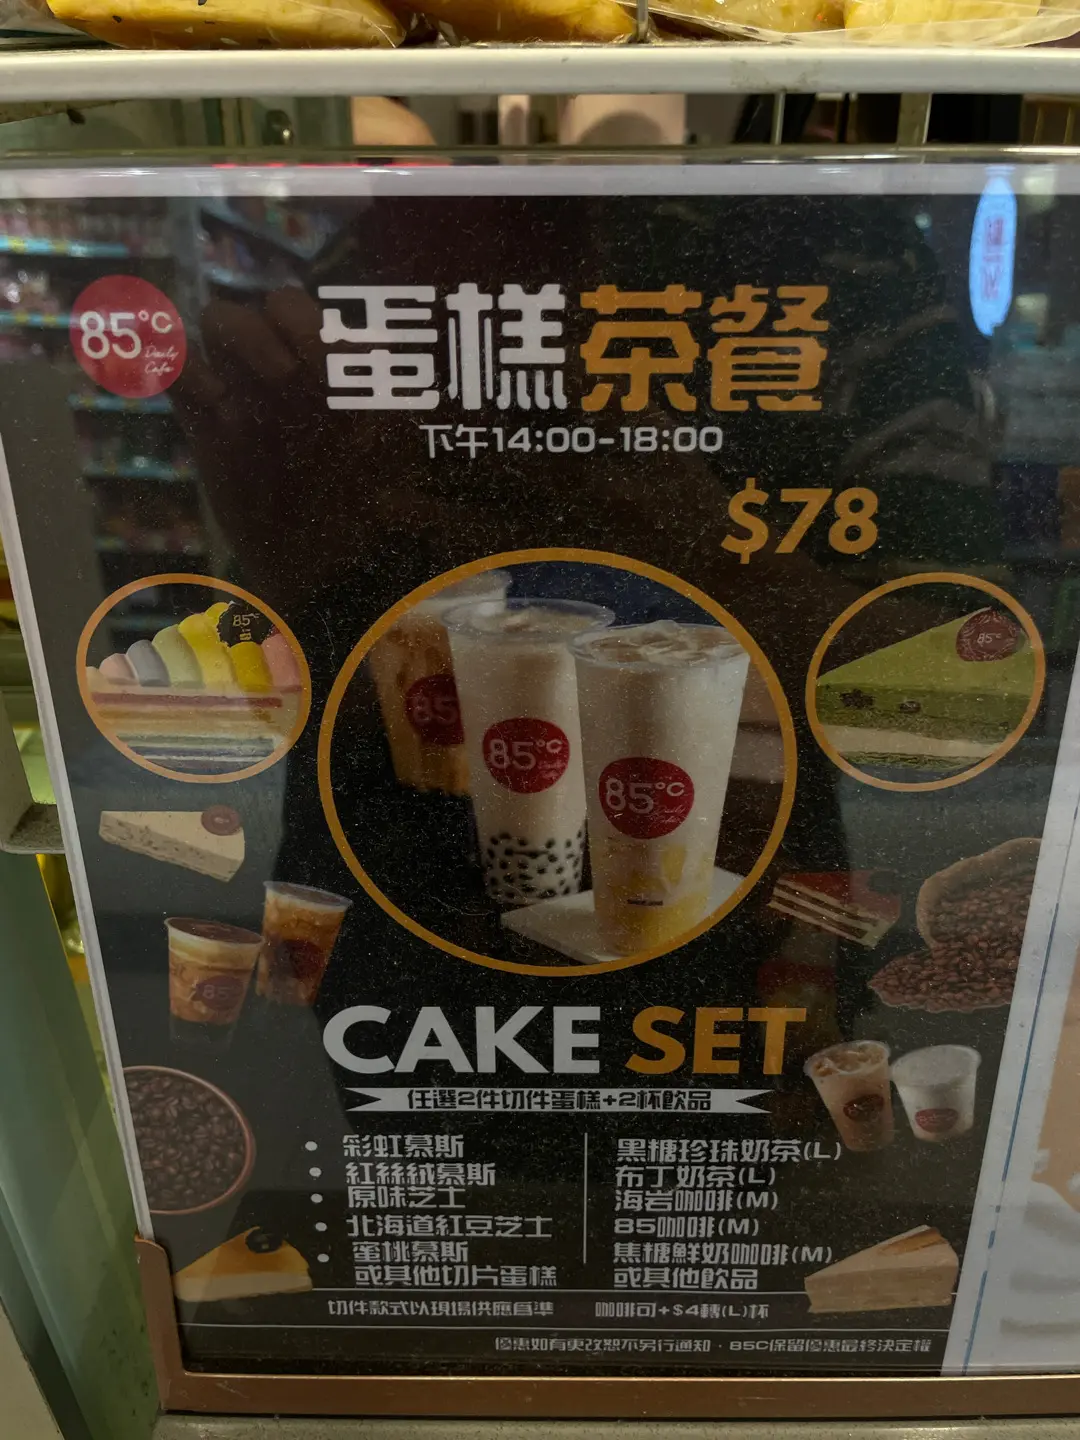 85°C
Daily
Cafe
蛋糕茶餐
下午14:00-18:00
$78
85°C
85
85°C
85°C
85
85°C
CAKE SET
任選2件切件蛋糕+2杯飲品
• 彩虹慕斯
• 紅絲絨慕斯
• 原味芝士
• 北海道紅豆芝士
• 蜜桃慕斯
或其他切片蛋糕
黑糖珍珠奶茶(L)
布丁奶茶(L)
海岩咖啡(M)
85咖啡(M)
焦糖鮮奶咖啡(M)
或其他飲品
切件款式以現場供應為準
咖啡可+$4轉(L)杯
優惠如有更改恕不另行通知・85C保留優惠最終決定權